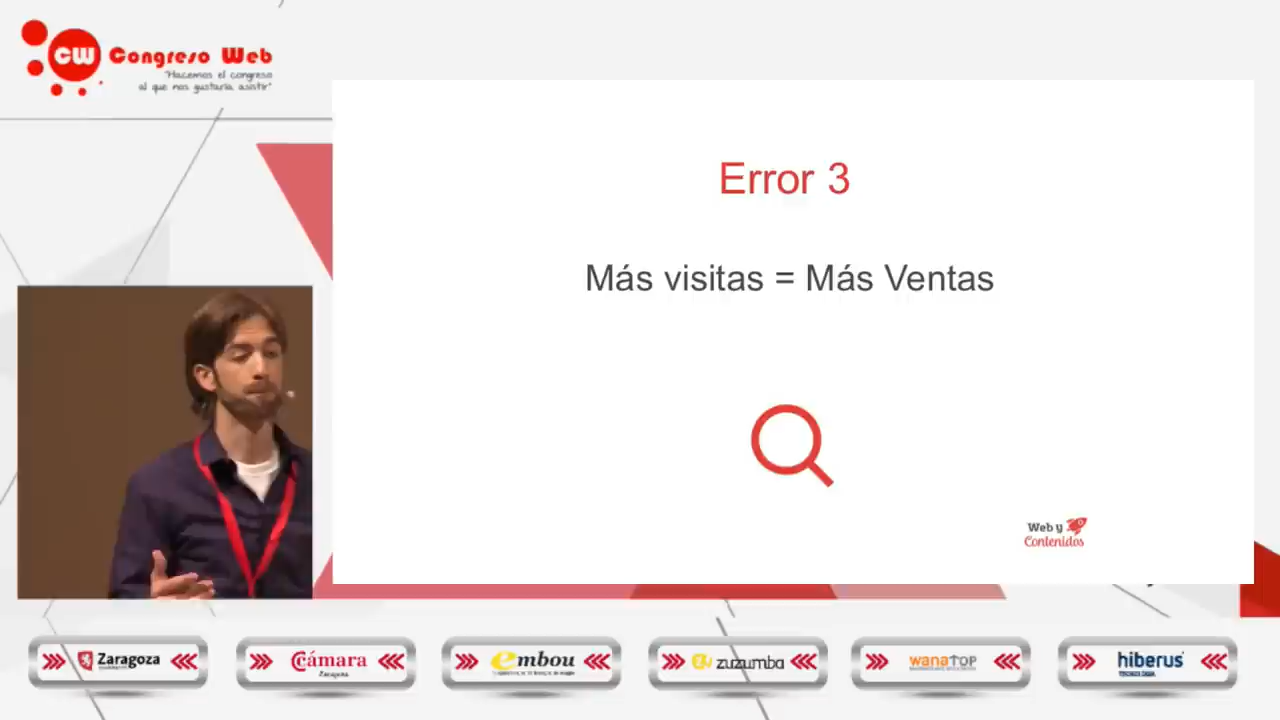 CW Congreso Web
"Hacemos el congreso
al que nos gustaría asistir"
Error 3
Más visitas = Más Ventas
Web y
Contenidos
Zaragoza
Cámara
Zaragoza
embou
zuzumba
wanatop
hiberus